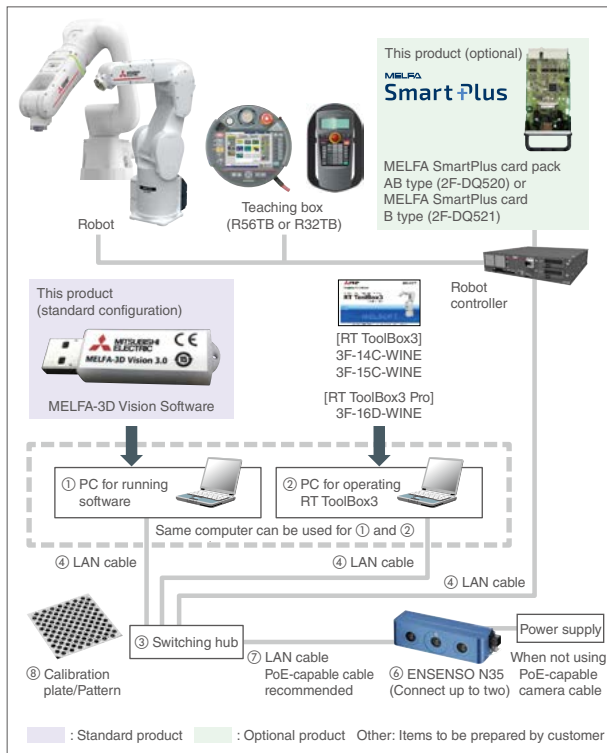 This product (optional)
MELFA
SmartPlus
MELFA SmartPlus card pack
AB type (2F-DQ520) or
MELFA SmartPlus card
B type (2F-DQ521)
Robot
Teaching box
(R56TB or R32TB)
Robot
controller
This product
(standard configuration)
MITSUBISHI
ELECTRIC
MELFA-3D Vision 3.0
CE
MELFA-3D Vision Software
RT ToolBox3
[RT ToolBox3]
3F-14C-WINE
3F-15C-WINE
[RT ToolBox3 Pro]
3F-16D-WINE
① PC for running
software
② PC for operating
RT ToolBox3
Same computer can be used for ① and ②
④ LAN cable
④ LAN cable
④ LAN cable
③ Switching hub
⑧ Calibration
plate/Pattern
⑦ LAN cable
PoE-capable cable
recommended
⑥ ENSENSO N35
(Connect up to two)
Power supply
When not using
PoE-capable
camera cable
: Standard product
: Optional product
Other: Items to be prepared by customer